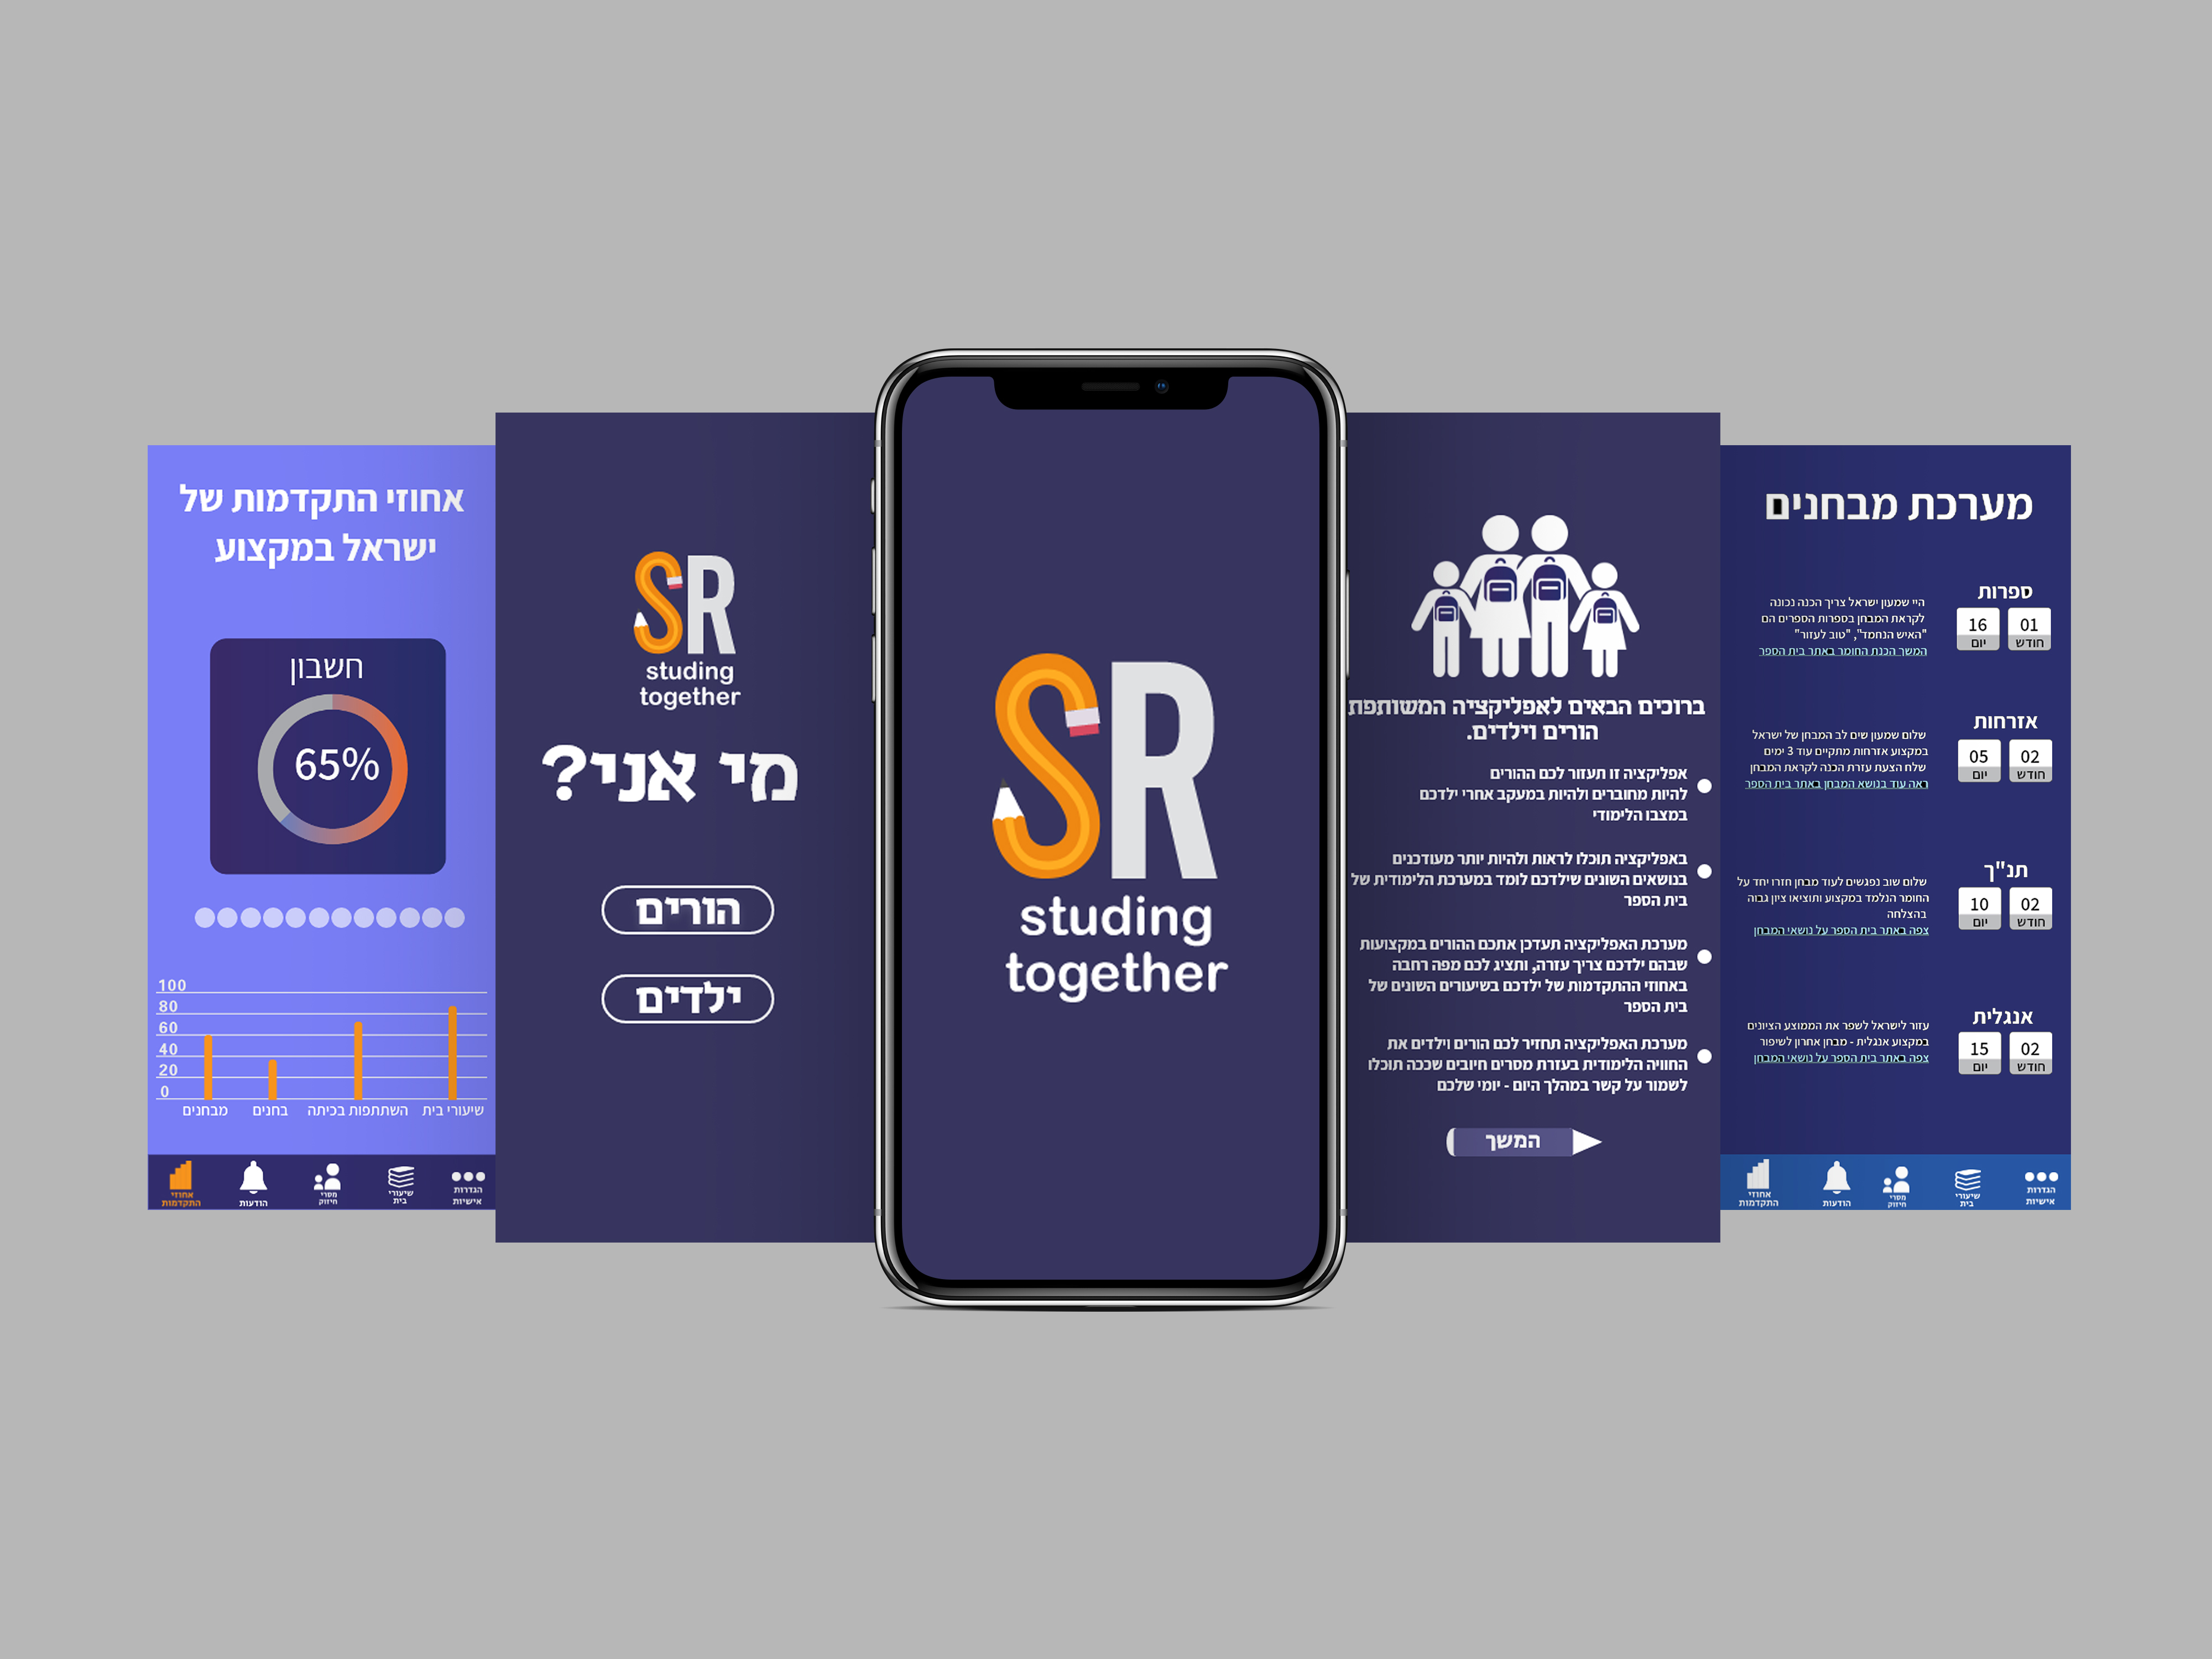 אחוזי התקדמות של
ישראל במקצוע
חשבון
65%
100
80
60
40
20
0
שיעורי בית
השתתפות בכיתה
בחנים
מבחנים
הגדרות
אישיות
שיעורי
בית
מסרי
חיזוק
הודעות
אחוזי
התקדמות
SR
studing
together
מי אני?
הורים
ילדים
SR
studing
together
ברוכים הבאים לאפליקציה המשותפת
הורים וילדים.
אפליקציה זו תעזור לכם ההורים
להיות מחוברים ולהיות במעקב אחרי ילדכם
במצבו הלימודי
באפליקציה תוכלו לראות ולהיות יותר מעודכנים
בנושאים השונים שילדכם לומד במערכת הלימודית של
בית הספר
מערכת האפליקציה תעדכן אתכם ההורים במקצועות
שבהם ילדכם צריך עזרה, ותציג לכם מפה רחבה
באחוזי ההתקדמות של ילדכם בשיעורים השונים של
בית הספר
מערכת האפליקציה תחזיר לכם הורים וילדים את
החוויה הלימודית בעזרת מסרים חיובים שככה תוכלו
לשמור על קשר במהלך היום - יומי שלכם
המשך
מערכת מבחנים
ספרות
01
חודש
16
יום
היי שמעון ישראל צריך הכנה נכונה
לקראת המבחן בספרות הספרים הם
"האיש הנחמד", "טוב לעזור"
המשך הכנת החומר באתר בית הספר
אזרחות
02
חודש
05
יום
שלום שמעון שים לב המבחן של ישראל
במקצוע אזרחות מתקיים עוד 3 ימים
שלח הצעת עזרת הכנה לקראת המבחן
ראה עוד בנושא המבחן באתר בית הספר
תנ"ך
02
חודש
10
יום
שלום שוב נפגשים לעוד מבחן חזרו יחד על
החומר הנלמד במקצוע ותוציאו ציון גבוה
בהצלחה
צפה באתר בית הספר על נושאי המבחן
אנגלית
02
חודש
15
יום
עזור לישראל לשפר את הממוצע הציונים
במקצוע אנגלית - מבחן אחרון לשיפור
צפה באתר בית הספר על נושאי המבחן
הגדרות
אישיות
שיעורי
בית
מסרי
חיזוק
הודעות
אחוזי
התקדמות